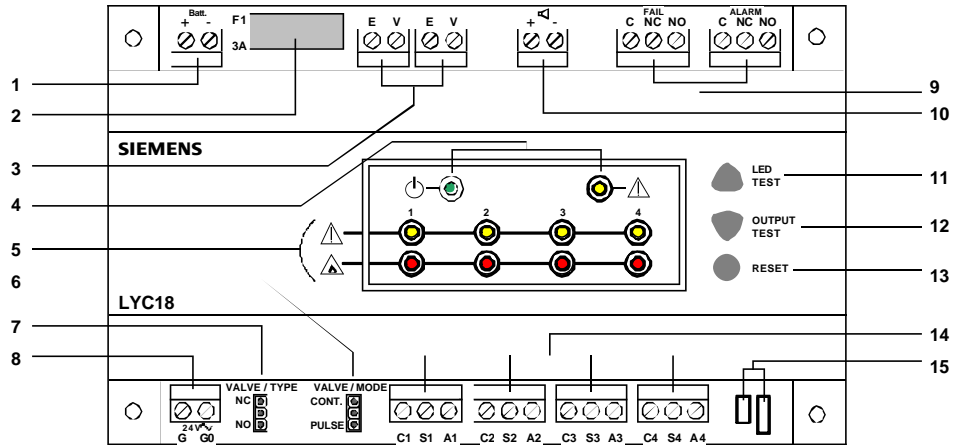 Batt.
+ -
F1
3A
E V E V
+ -
FAIL
C NC NO
ALARM
C NC NO
1
2
3
4
5
6
7
8
9
10
11
12
13
14
15
SIEMENS
1 2 3 4
LED
TEST
OUTPUT
TEST
RESET
LYC18
VALVE / TYPE
NC
NO
VALVE / MODE
CONT.
PULSE
24V
G G0
C1 S1 A1 C2 S2 A2 C3 S3 A3 C4 S4 A4